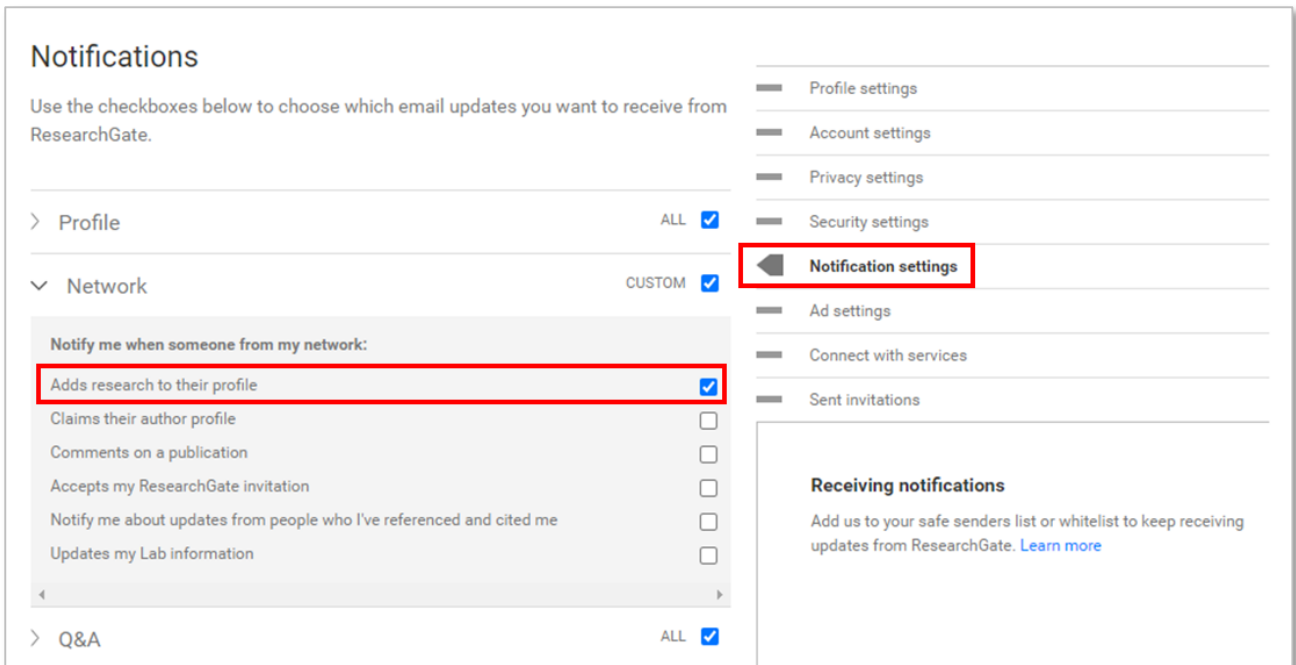 Notifications
Use the checkboxes below to choose which email updates you want to receive from
ResearchGate.
Profile
ALL
Network
CUSTOM
Notify me when someone from my network:
Adds research to their profile
Claims their author profile
Comments on a publication
Accepts my ResearchGate invitation
Notify me about updates from people who I've referenced and cited me
Updates my Lab information
Q&A
ALL
Profile settings
Account settings
Privacy settings
Security settings
Notification settings
Ad settings
Connect with services
Sent invitations
Receiving notifications
Add us to your safe senders list or whitelist to keep receiving
updates from ResearchGate. Learn more